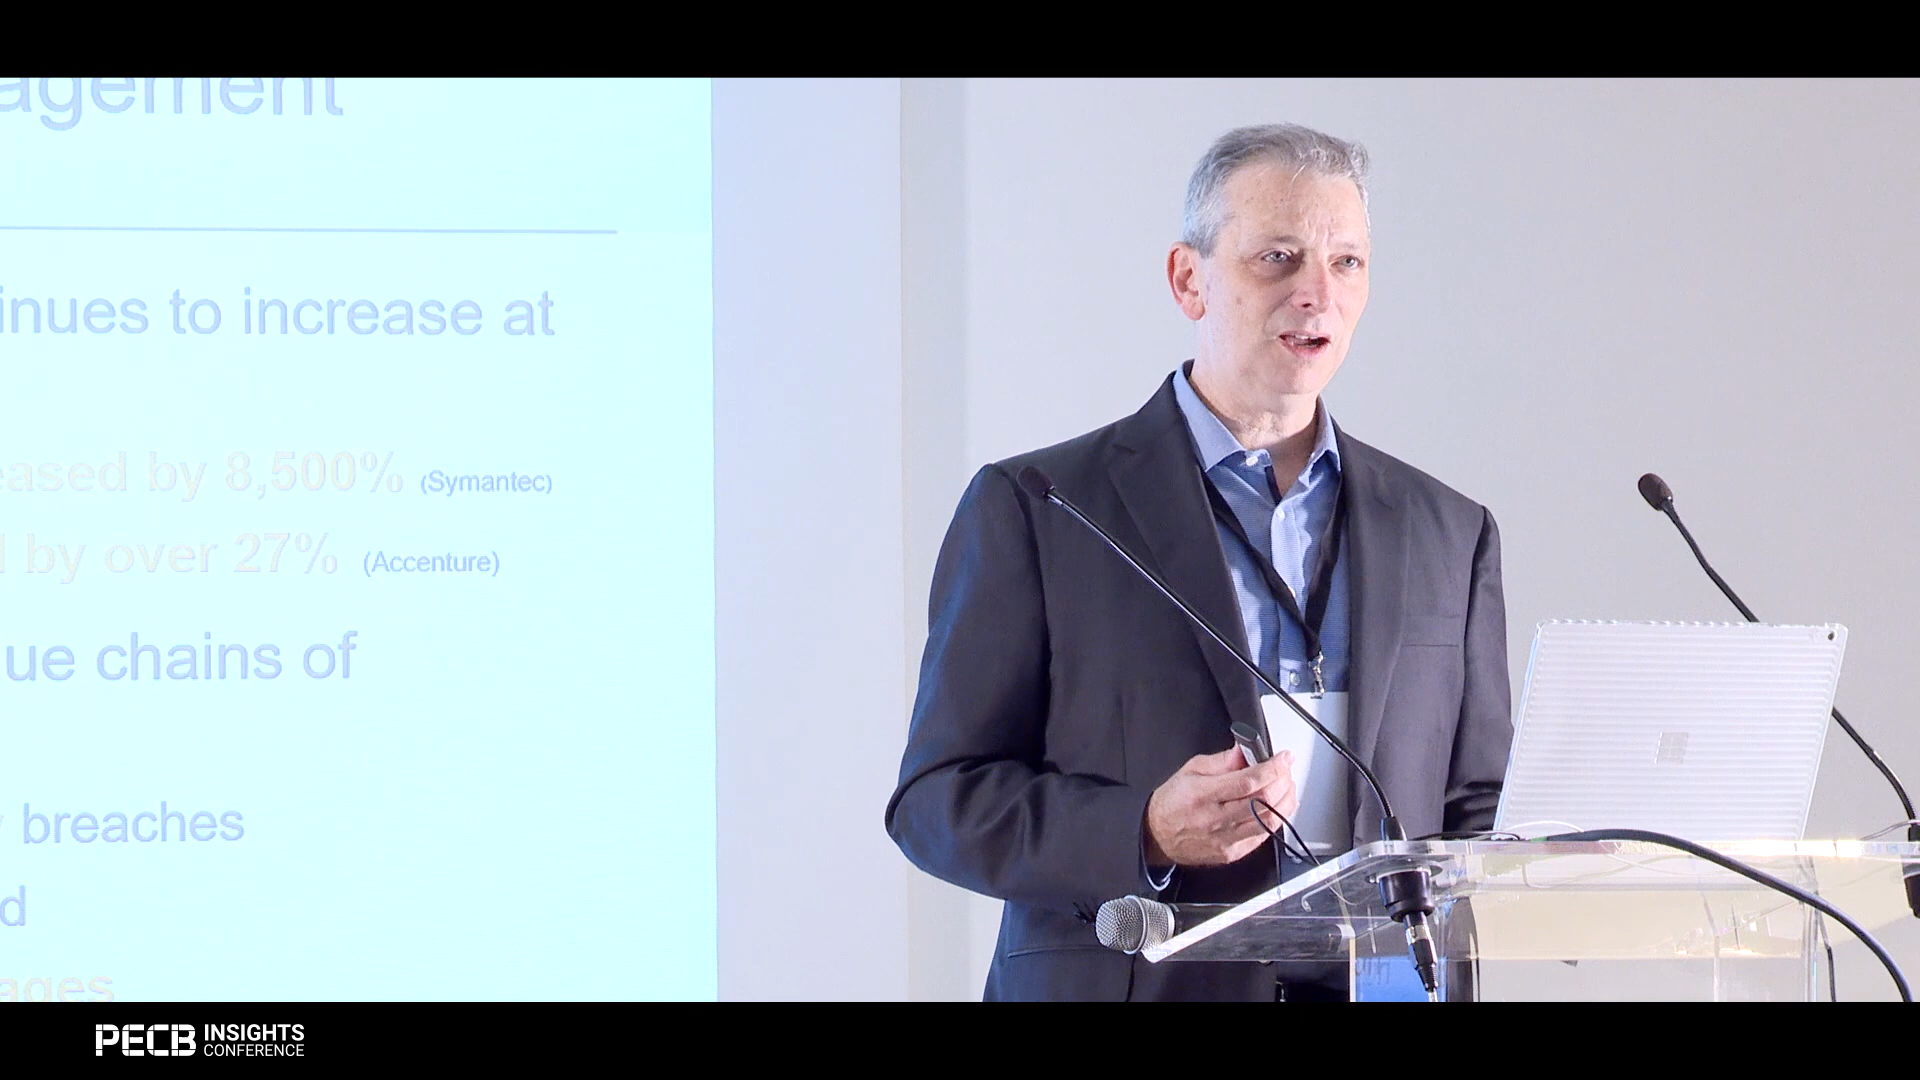 agement
inues to increase at
eased by 8,500% (Symantec)
by over 27% (Accenture)
ue chains of
breaches
d
ages
PECB INSIGHTS
CONFERENCE